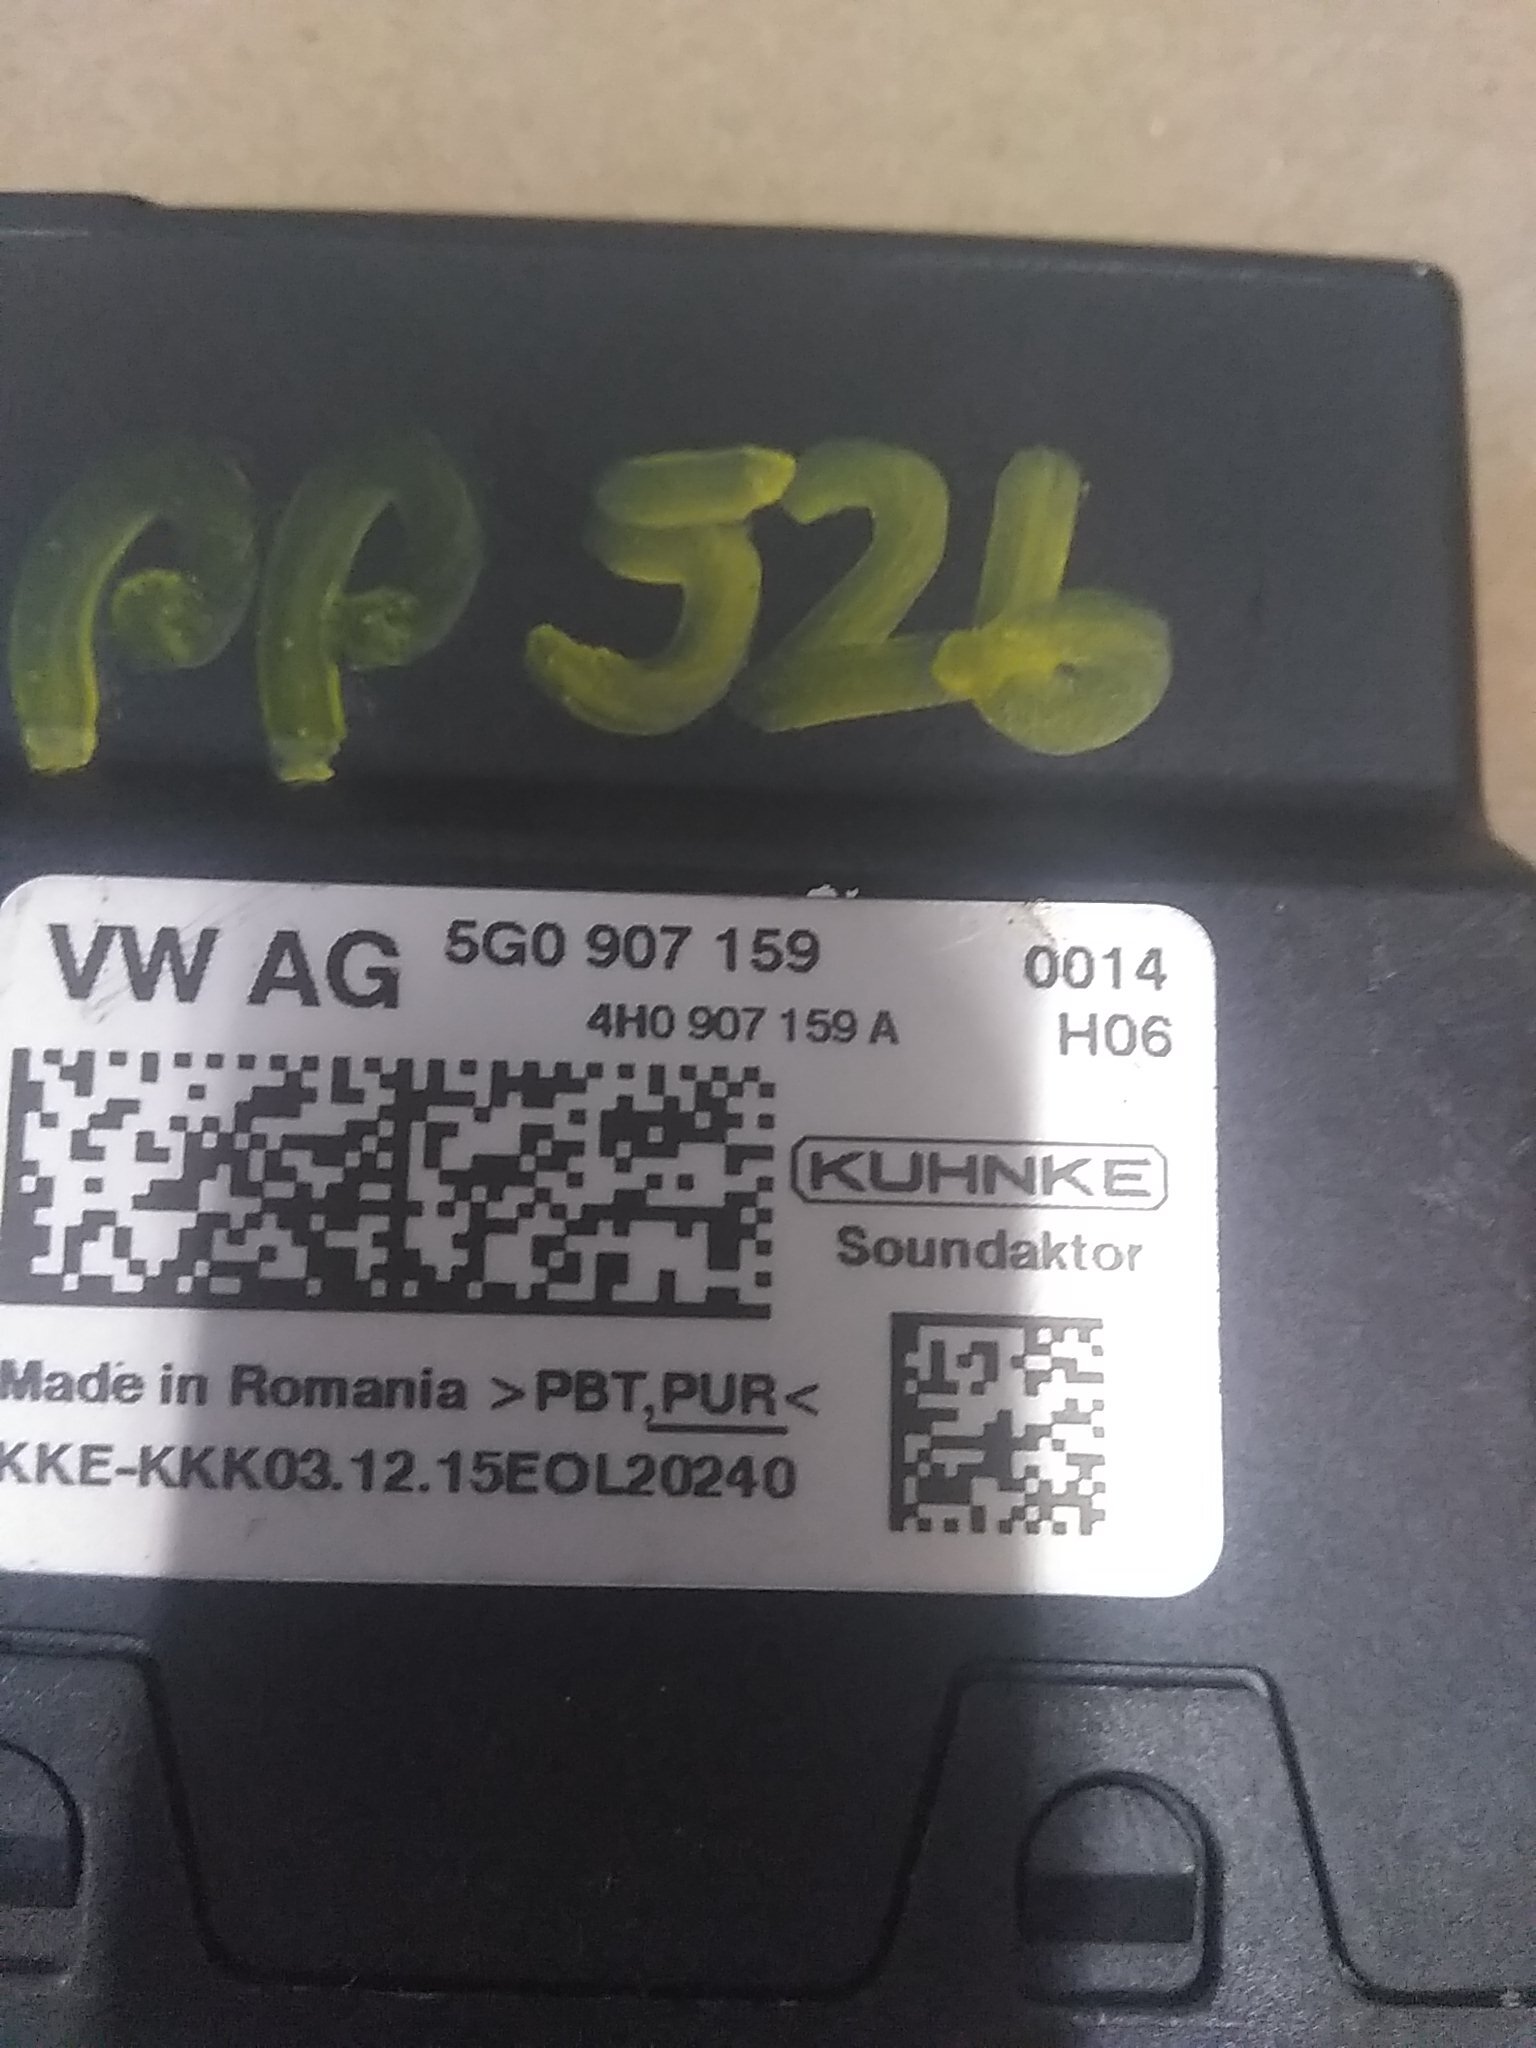 PP 526
VW AG 5G0 907 159 0014
4H0 907 159 A H06
KUHNKE
Soundaktor
Made in Romania >PBT,PUR<
KKE-KKK03.12.15EOL20240